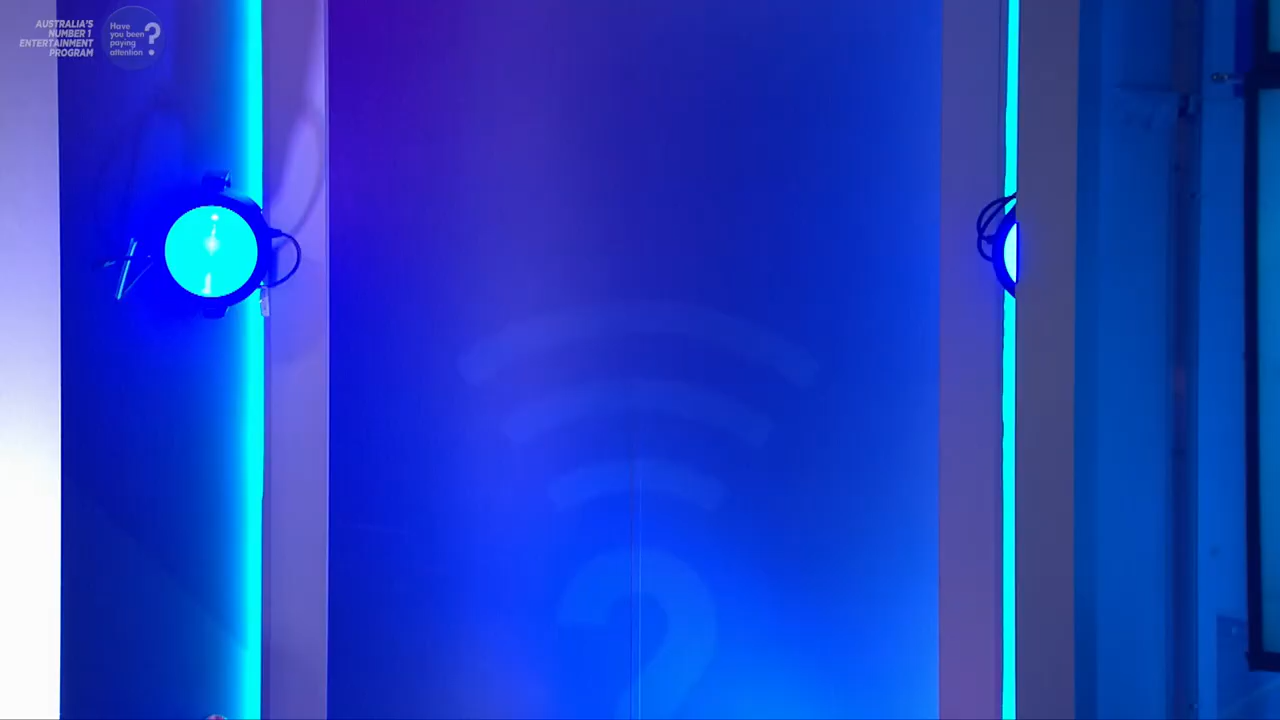 AUSTRALIA'S
NUMBER 1
ENTERTAINMENT
PROGRAM
Have
you been
paying
attention
?